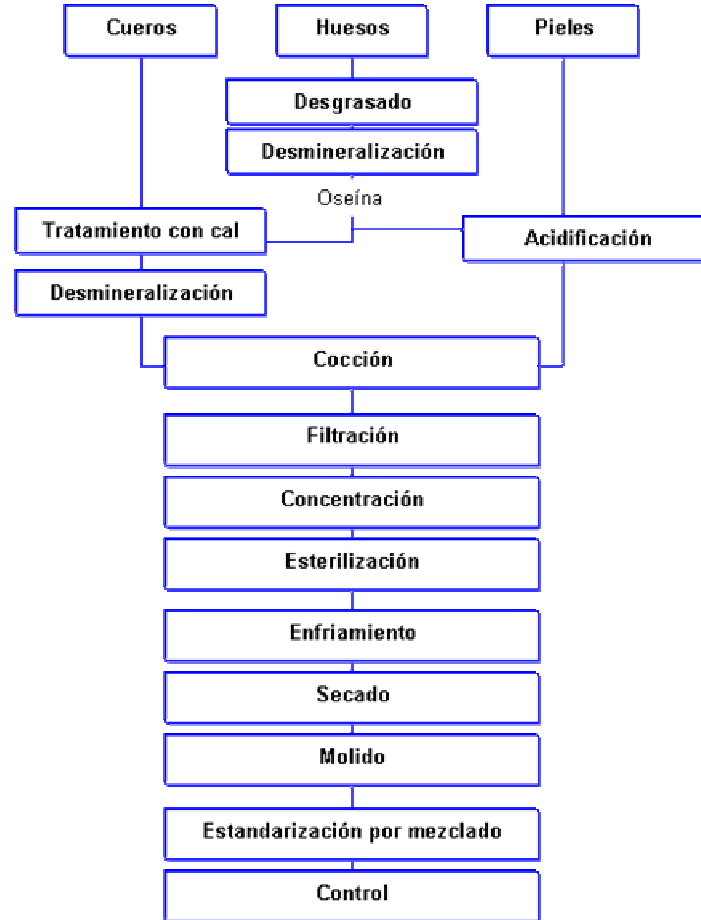 Cueros
Huesos
Pieles
Desgrasado
Desmineralización
Oseína
Tratamiento con cal
Acidificación
Desmineralización
Cocción
Filtración
Concentración
Esterilización
Enfriamiento
Secado
Molido
Estandarización por mezclado
Control